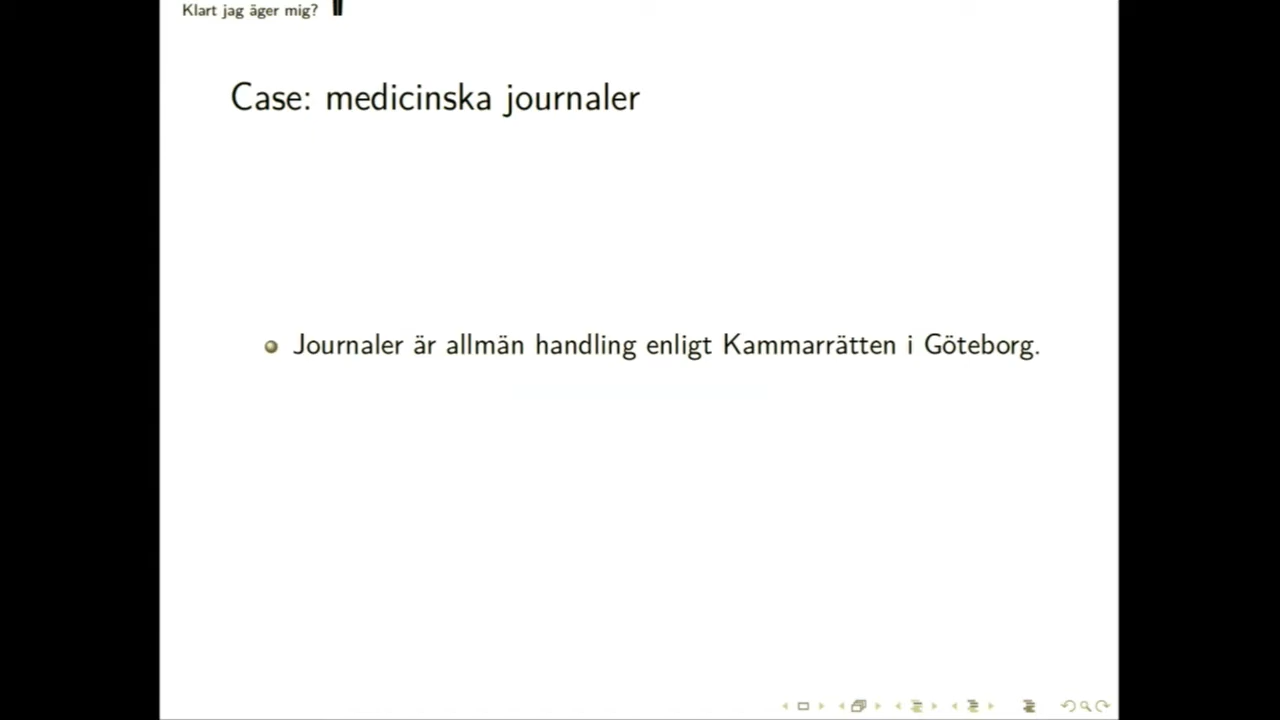 Klart jag äger mig?
Case: medicinska journaler
Journaler är allmän handling enligt Kammarrätten i Göteborg.